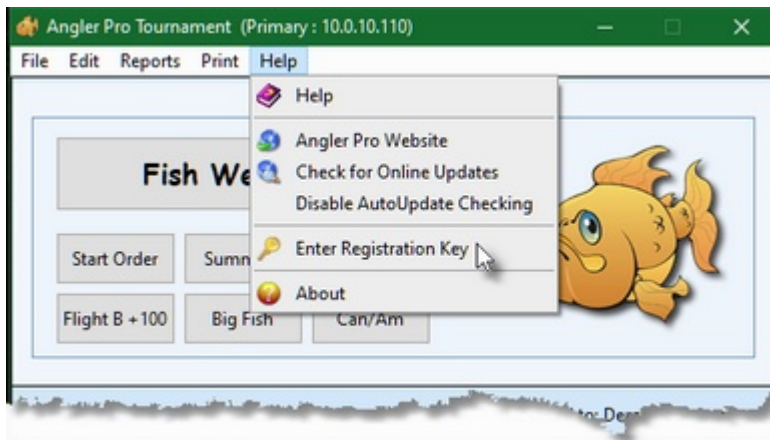 Angler Pro Tournament (Primary : 10.0.10.110)
File Edit Reports Print Help
Help
Angler Pro Website
Check for Online Updates
Disable AutoUpdate Checking
Enter Registration Key
About
Fish We
Start Order Summ
Flight B +100 Big Fish Can/Am
to: